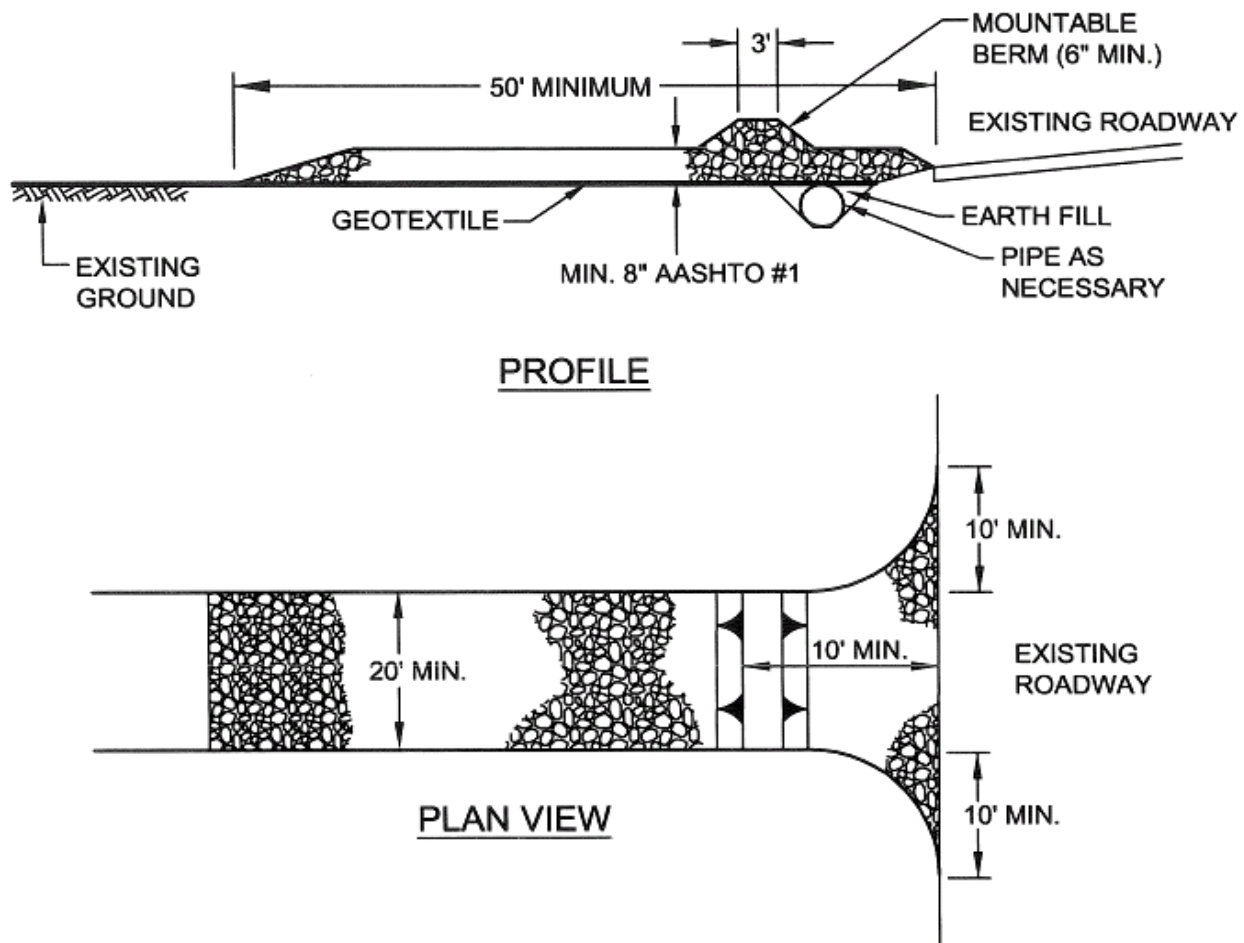 3'
MOUNTABLE
BERM (6" MIN.)
50' MINIMUM
EXISTING ROADWAY
GEOTEXTILE
EARTH FILL
EXISTING
GROUND
MIN. 8" AASHTO #1
PIPE AS
NECESSARY
PROFILE
10' MIN.
20' MIN.
10' MIN.
EXISTING
ROADWAY
PLAN VIEW
10' MIN.